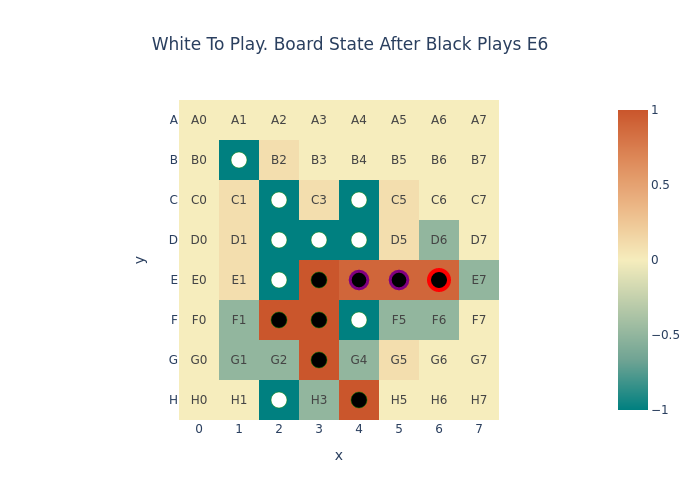 White To Play. Board State After Black Plays E6
A A0 A1 A2 A3 A4 A5 A6 A7
B B0 B2 B3 B4 B5 B6 B7
C C0 C1 C3 C5 C6 C7
D D0 D1 D5 D6 D7
E E0 E1 E7
F F0 F1 F5 F6 F7
G G0 G1 G2 G4 G5 G6 G7
H H0 H1 H3 H5 H6 H7
0 1 2 3 4 5 6 7
x
y
1
0.5
0
−0.5
−1